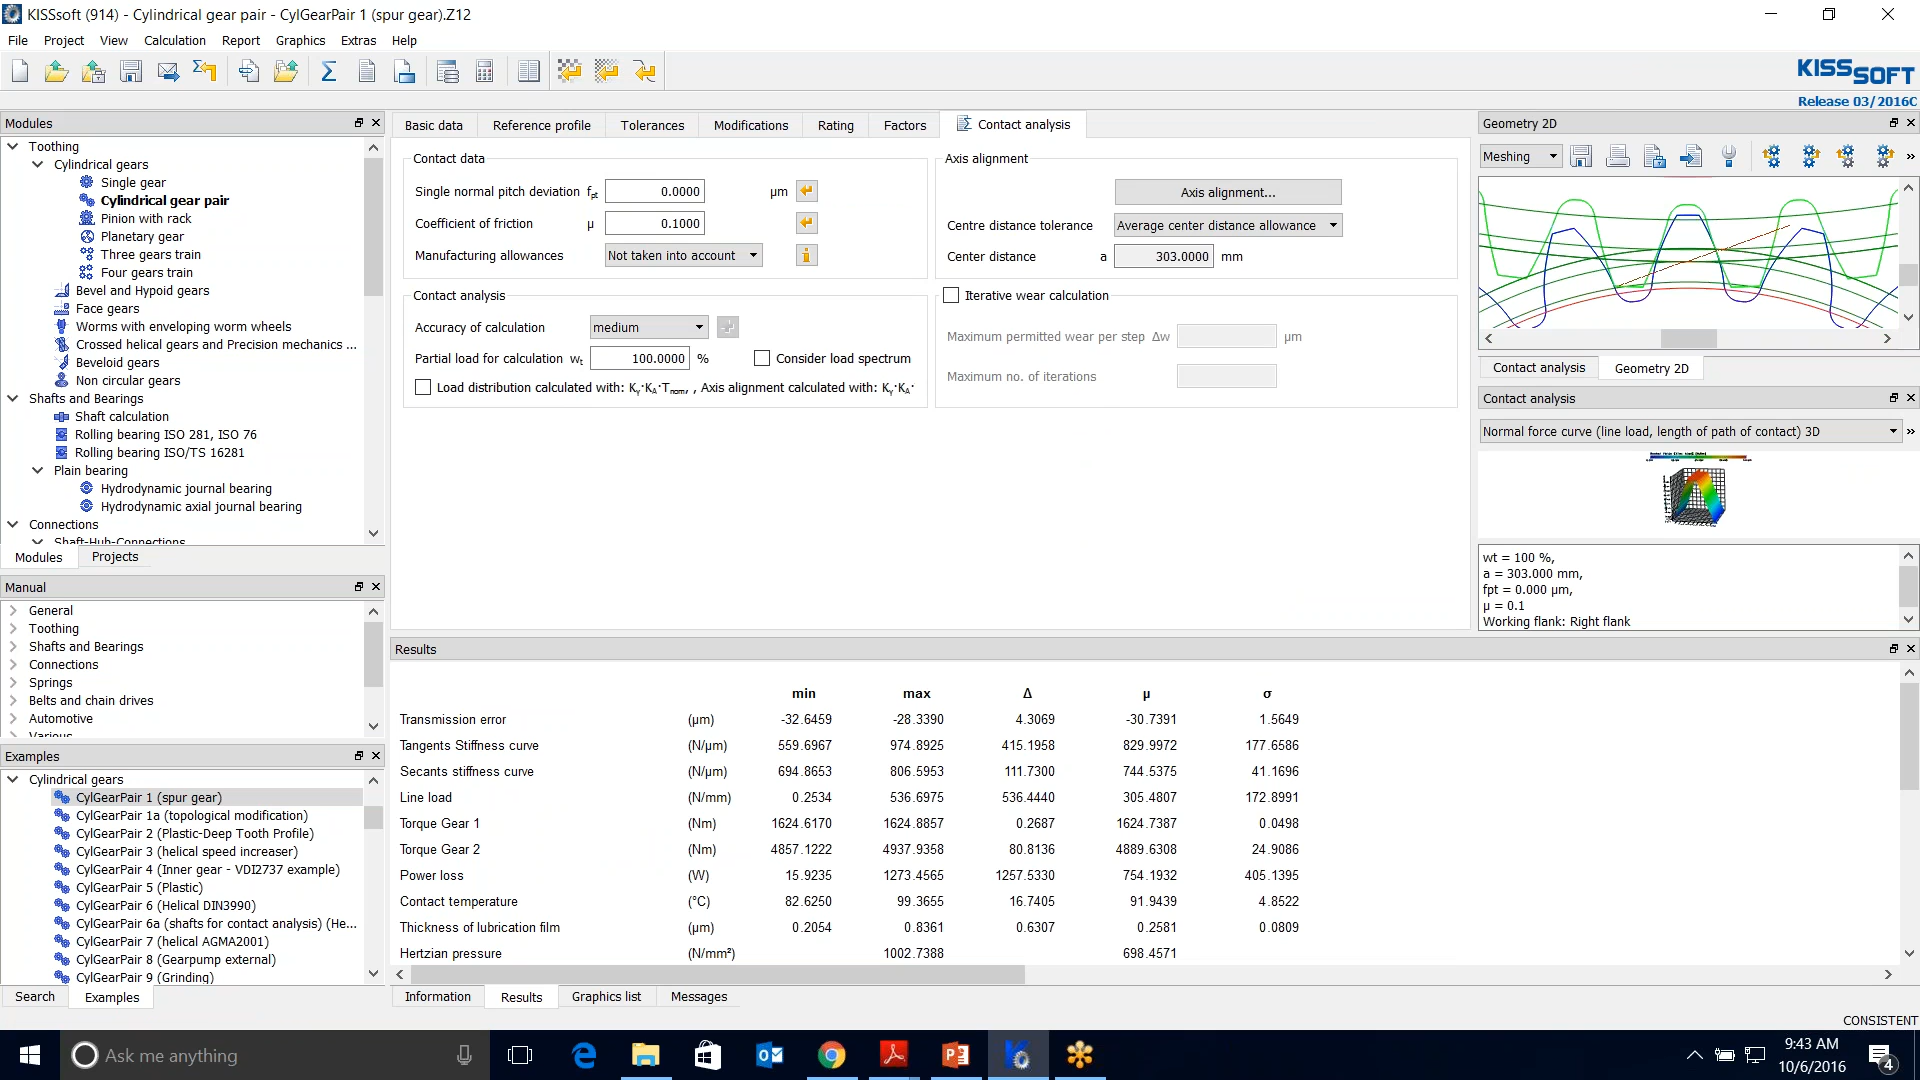 KISSsoft (914) - Cylindrical gear pair - CylGearPair 1 (spur gear).Z12
File Project View Calculation Report Graphics Extras Help
KISSSOFT
Release 03/2016C
Modules
Toothing
Cylindrical gears
Single gear
Cylindrical gear pair
Pinion with rack
Planetary gear
Three gears train
Four gears train
Bevel and Hypoid gears
Face gears
Worms with enveloping worm wheels
Crossed helical gears and Precision mechanics ...
Beveloid gears
Non circular gears
Shafts and Bearings
Shaft calculation
Rolling bearing ISO 281, ISO 76
Rolling bearing ISO/TS 16281
Plain bearing
Hydrodynamic journal bearing
Hydrodynamic axial journal bearing
Connections
Shaft-Hub-Connections
Modules Projects
Manual
General
Toothing
Shafts and Bearings
Connections
Springs
Belts and chain drives
Automotive
Various
Examples
Cylindrical gears
CylGearPair 1 (spur gear)
CylGearPair 1a (topological modification)
CylGearPair 2 (Plastic-Deep Tooth Profile)
CylGearPair 3 (helical speed increaser)
CylGearPair 4 (Inner gear - VDI2737 example)
CylGearPair 5 (Plastic)
CylGearPair 6 (Helical DIN3990)
CylGearPair 6a (shafts for contact analysis) (He...
CylGearPair 7 (helical AGMA2001)
CylGearPair 8 (Gearpump external)
CylGearPair 9 (Grinding)
Search Examples
Basic data Reference profile Tolerances Modifications Rating Factors Contact analysis
Contact data
Single normal pitch deviation fpt 0.0000 µm
Coefficient of friction µ 0.1000
Manufacturing allowances Not taken into account
Contact analysis
Accuracy of calculation medium
Partial load for calculation wt 100.0000 % Consider load spectrum
Load distribution calculated with: Kγ·KA·Tnom, , Axis alignment calculated with: Kγ·KA·
Axis alignment
Axis alignment...
Centre distance tolerance Average center distance allowance
Center distance a 303.0000 mm
Iterative wear calculation
Maximum permitted wear per step Δw µm
Maximum no. of iterations
Geometry 2D
Meshing »
Contact analysis Geometry 2D
Contact analysis
Normal force curve (line load, length of path of contact) 3D »
wt = 100 %,
a = 303.000 mm,
fpt = 0.000 µm,
µ = 0.1
Working flank: Right flank
Results
min max Δ µ σ
Transmission error (µm) -32.6459 -28.3390 4.3069 -30.7391 1.5649
Tangents Stiffness curve (N/µm) 559.6967 974.8925 415.1958 829.9972 177.6586
Secants stiffness curve (N/µm) 694.8653 806.5953 111.7300 744.5375 41.1696
Line load (N/mm) 0.2534 536.6975 536.4440 305.4807 172.8991
Torque Gear 1 (Nm) 1624.6170 1624.8857 0.2687 1624.7387 0.0498
Torque Gear 2 (Nm) 4857.1222 4937.9358 80.8136 4889.6308 24.9086
Power loss (W) 15.9235 1273.4565 1257.5330 754.1932 405.1395
Contact temperature (°C) 82.6250 99.3655 16.7405 91.9439 4.8522
Thickness of lubrication film (µm) 0.2054 0.8361 0.6307 0.2581 0.0809
Hertzian pressure (N/mm²) 1002.7388 698.4571
Information Results Graphics list Messages
CONSISTENT
Ask me anything
9:43 AM
10/6/2016
4